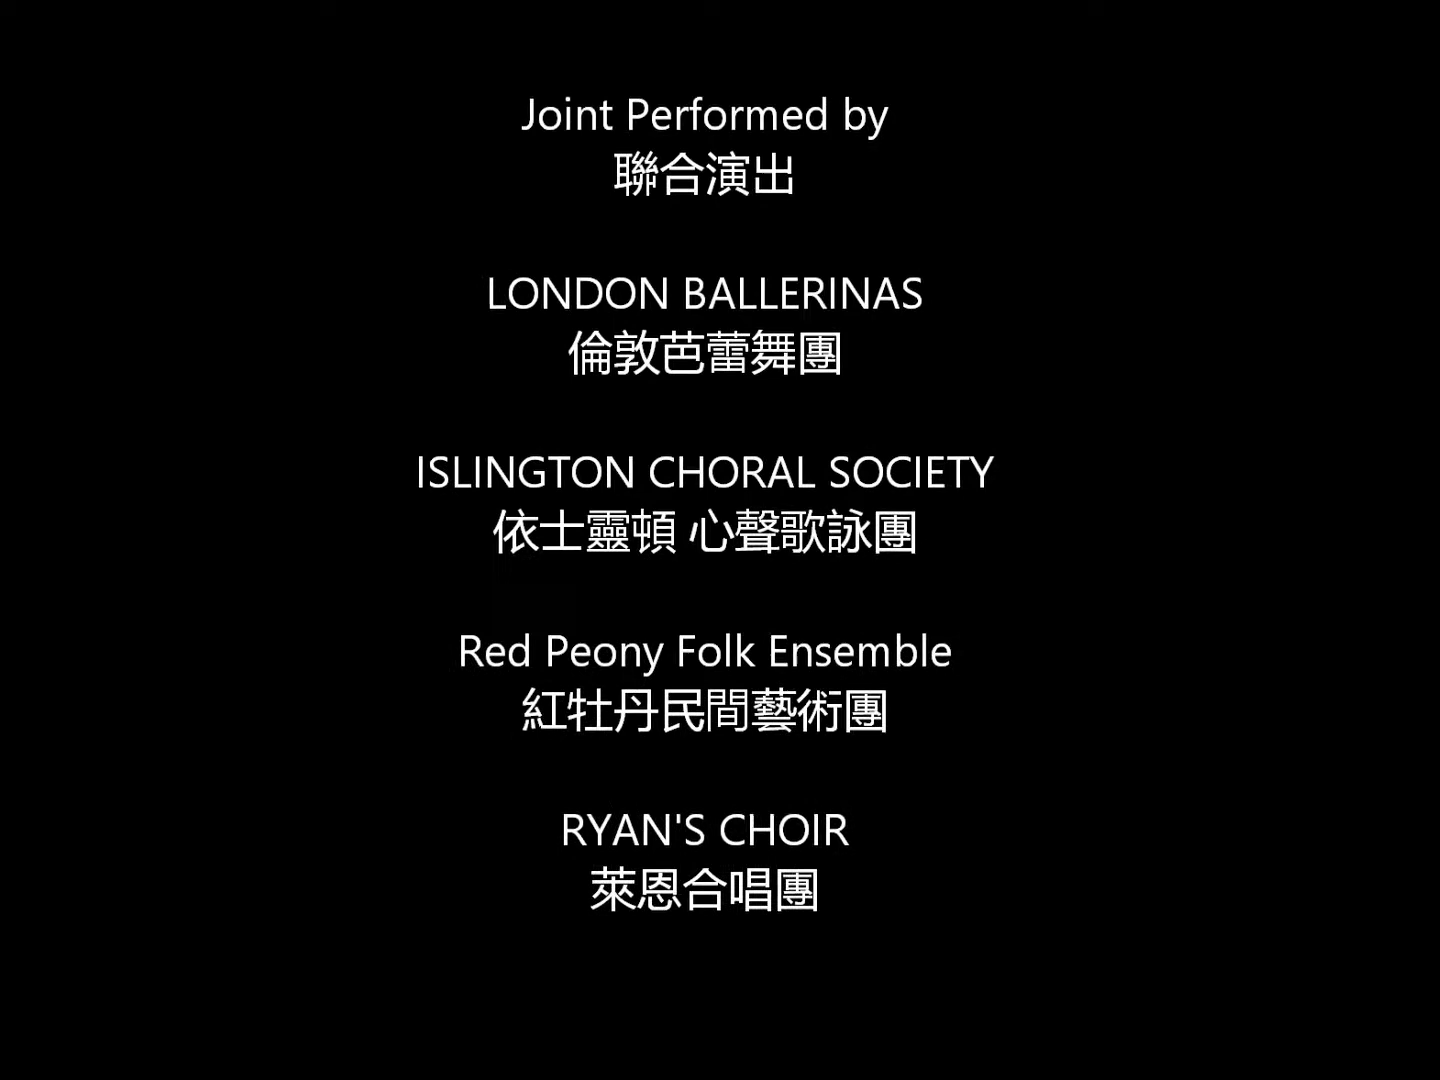 Joint Performed by
聯合演出
LONDON BALLERINAS
倫敦芭蕾舞團
ISLINGTON CHORAL SOCIETY
依士靈頓 心聲歌詠團
Red Peony Folk Ensemble
紅牡丹民間藝術團
RYAN'S CHOIR
萊恩合唱團